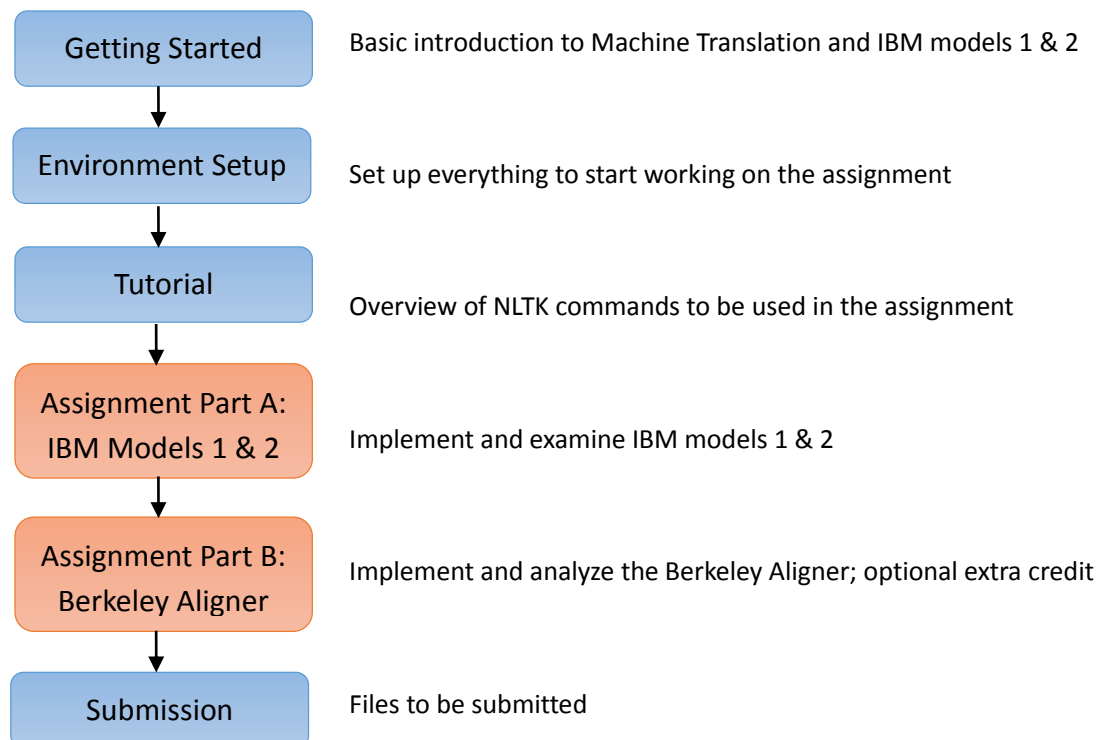 Getting Started
Basic introduction to Machine Translation and IBM models 1 & 2
Environment Setup
Set up everything to start working on the assignment
Tutorial
Overview of NLTK commands to be used in the assignment
Assignment Part A:
IBM Models 1 & 2
Implement and examine IBM models 1 & 2
Assignment Part B:
Berkeley Aligner
Implement and analyze the Berkeley Aligner; optional extra credit
Submission
Files to be submitted